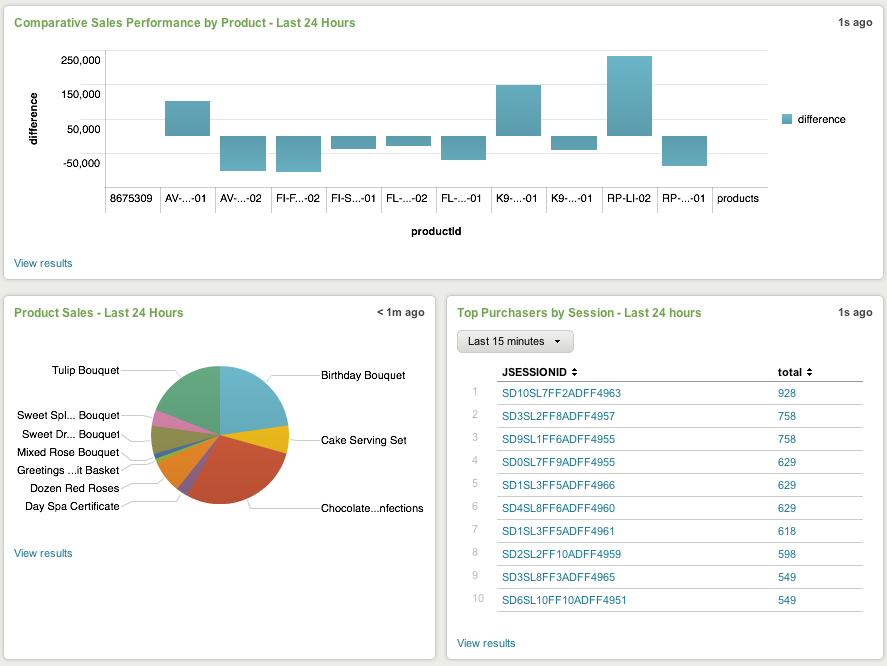 Comparative Sales Performance by Product - Last 24 Hours
1s ago
250,000
150,000
50,000
-50,000
difference
difference
8675309 AV-...-01 AV-...-02 FI-F...-02 FI-S...-01 FL-...-02 FL-...-01 K9-...-01 K9-...-01 RP-LI-02 RP-...-01 products
productId
View results
Product Sales - Last 24 Hours
< 1m ago
Tulip Bouquet
Sweet Spl... Bouquet
Sweet Dr... Bouquet
Mixed Rose Bouquet
Greetings ...it Basket
Dozen Red Roses
Day Spa Certificate
Birthday Bouquet
Cake Serving Set
Chocolate...nfections
View results
Top Purchasers by Session - Last 24 hours
1s ago
Last 15 minutes
JSESSIONID total
1 SD10SL7FF2ADFF4963 928
2 SD3SL2FF8ADFF4957 758
3 SD9SL1FF6ADFF4955 758
4 SD0SL7FF9ADFF4955 629
5 SD1SL3FF5ADFF4966 629
6 SD4SL8FF6ADFF4960 629
7 SD1SL3FF5ADFF4961 618
8 SD2SL2FF10ADFF4959 598
9 SD3SL8FF3ADFF4965 549
10 SD6SL10FF10ADFF4951 549
View results